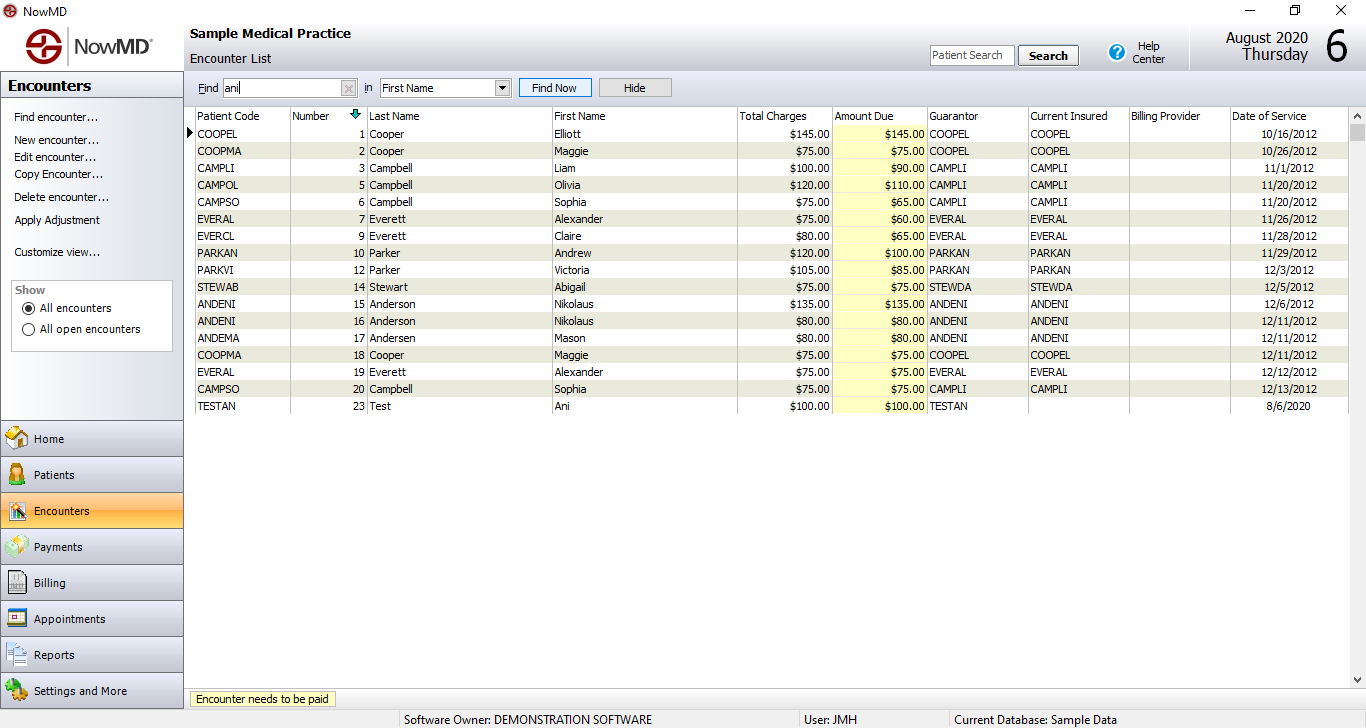 NowMD
NowMD®
Sample Medical Practice
Encounter List
Patient Search
Search
Help Center
August 2020
Thursday
6
Encounters
Find encounter...
New encounter...
Edit encounter...
Copy Encounter...
Delete encounter...
Apply Adjustment
Customize view...
Show
All encounters
All open encounters
Home
Patients
Encounters
Payments
Billing
Appointments
Reports
Settings and More
Find ani in First Name Find Now Hide
Patient Code Number Last Name First Name Total Charges Amount Due Guarantor Current Insured Billing Provider Date of Service
COOPEL 1 Cooper Elliott $145.00 $145.00 COOPEL COOPEL 10/16/2012
COOPMA 2 Cooper Maggie $75.00 $75.00 COOPEL COOPEL 10/26/2012
CAMPLI 3 Campbell Liam $100.00 $90.00 CAMPLI CAMPLI 11/1/2012
CAMPOL 5 Campbell Olivia $120.00 $110.00 CAMPLI CAMPLI 11/20/2012
CAMPSO 6 Campbell Sophia $75.00 $65.00 CAMPLI CAMPLI 11/20/2012
EVERAL 7 Everett Alexander $75.00 $60.00 EVERAL EVERAL 11/26/2012
EVERCL 9 Everett Claire $80.00 $65.00 EVERAL EVERAL 11/28/2012
PARKAN 10 Parker Andrew $120.00 $100.00 PARKAN PARKAN 11/29/2012
PARKVI 12 Parker Victoria $105.00 $85.00 PARKAN PARKAN 12/3/2012
STEWAB 14 Stewart Abigail $75.00 $75.00 STEWDA STEWDA 12/5/2012
ANDENI 15 Anderson Nikolaus $135.00 $135.00 ANDENI ANDENI 12/6/2012
ANDENI 16 Anderson Nikolaus $80.00 $80.00 ANDENI ANDENI 12/11/2012
ANDEMA 17 Andersen Mason $80.00 $80.00 ANDENI ANDENI 12/11/2012
COOPMA 18 Cooper Maggie $75.00 $75.00 COOPEL COOPEL 12/11/2012
EVERAL 19 Everett Alexander $75.00 $75.00 EVERAL EVERAL 12/12/2012
CAMPSO 20 Campbell Sophia $75.00 $75.00 CAMPLI CAMPLI 12/13/2012
TESTAN 23 Test Ani $100.00 $100.00 TESTAN 8/6/2020
Encounter needs to be paid
Software Owner: DEMONSTRATION SOFTWARE User: JMH Current Database: Sample Data